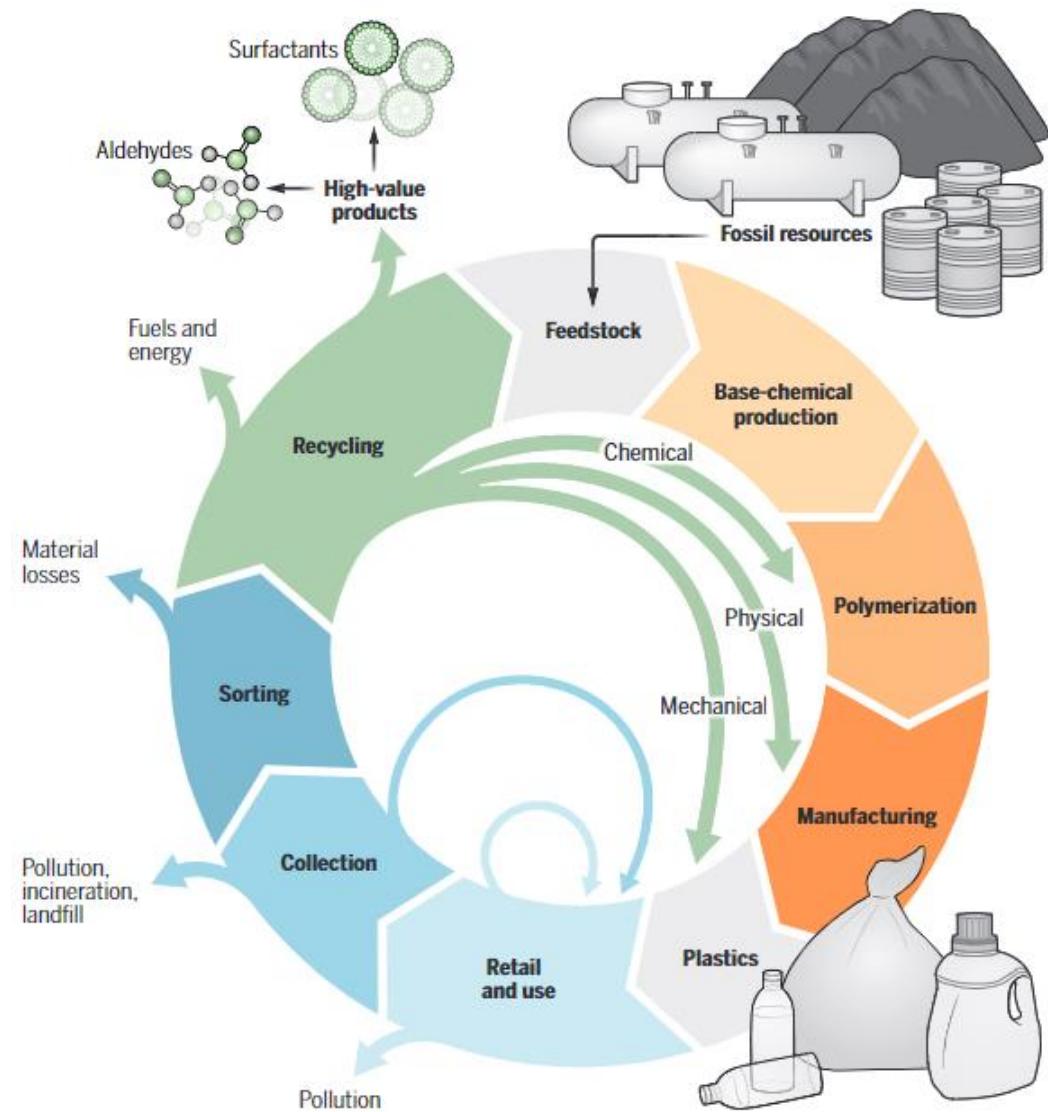 Surfactants
Aldehydes
High-value
products
Fossil resources
Fuels and
energy
Feedstock
Base-chemical
production
Recycling
Chemical
Material
losses
Polymerization
Physical
Sorting
Mechanical
Manufacturing
Collection
Pollution,
incineration,
landfill
Plastics
Retail
and use
Pollution